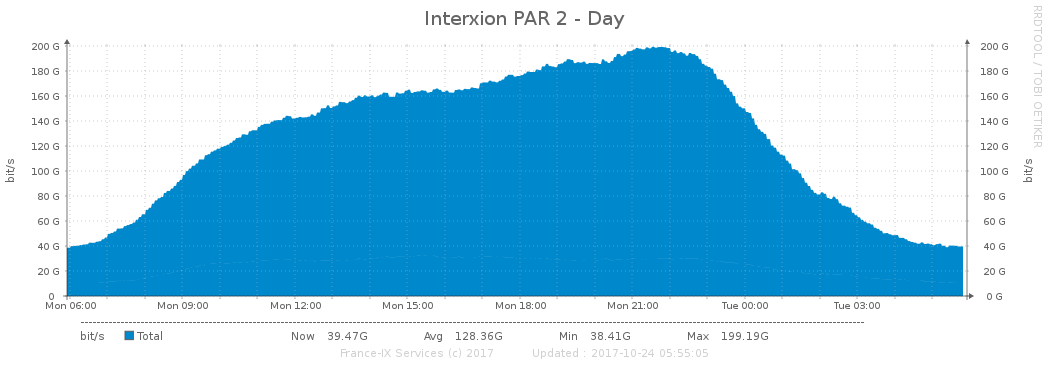 Interxion PAR 2 - Day
RRDTOOL / TOBI OETIKER
bit/s
200 G
180 G
160 G
140 G
120 G
100 G
80 G
60 G
40 G
20 G
0
200 G
180 G
160 G
140 G
120 G
100 G
80 G
60 G
40 G
20 G
0 G
bit/s
Mon 06:00 Mon 09:00 Mon 12:00 Mon 15:00 Mon 18:00 Mon 21:00 Tue 00:00 Tue 03:00
bit/s Total Now 39.47G Avg 128.36G Min 38.41G Max 199.19G
France-IX Services (c) 2017 Updated : 2017-10-24 05:55:05